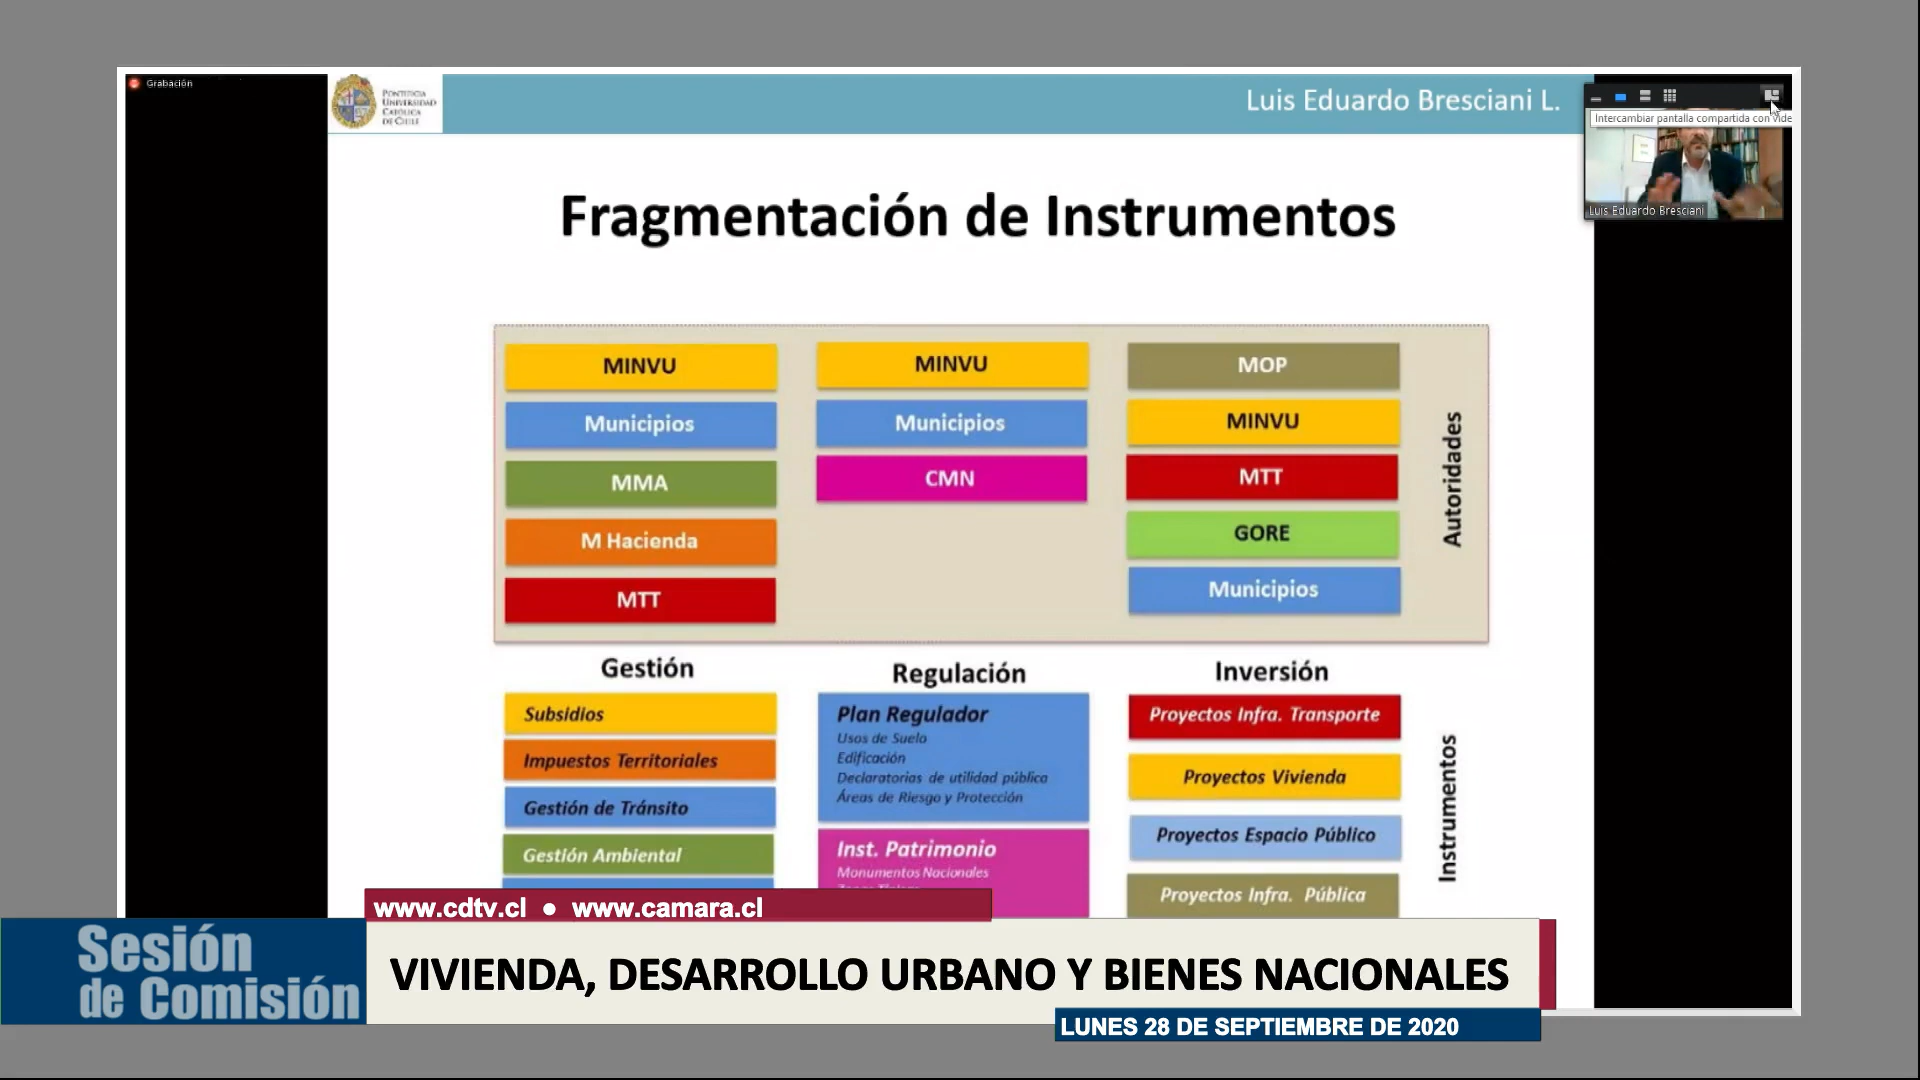 Grabación
PONTIFICIA
UNIVERSIDAD
CATÓLICA
DE CHILE
Luis Eduardo Bresciani L.
Intercambiar pantalla compartida con vide
Luis Eduardo Bresciani
Fragmentación de Instrumentos
MINVU
Municipios
MMA
M Hacienda
MTT
MINVU
Municipios
CMN
MOP
MINVU
MTT
GORE
Municipios
Autoridades
Gestión
Subsidios
Impuestos Territoriales
Gestión de Tránsito
Gestión Ambiental
Regulación
Plan Regulador
Usos de Suelo
Edificación
Declaratorias de utilidad pública
Áreas de Riesgo y Protección
Inst. Patrimonio
Monumentos Nacionales
Inversión
Proyectos Infra. Transporte
Proyectos Vivienda
Proyectos Espacio Público
Proyectos Infra. Pública
Instrumentos
www.cdtv.cl ● www.camara.cl
Sesión
de Comisión
VIVIENDA, DESARROLLO URBANO Y BIENES NACIONALES
LUNES 28 DE SEPTIEMBRE DE 2020